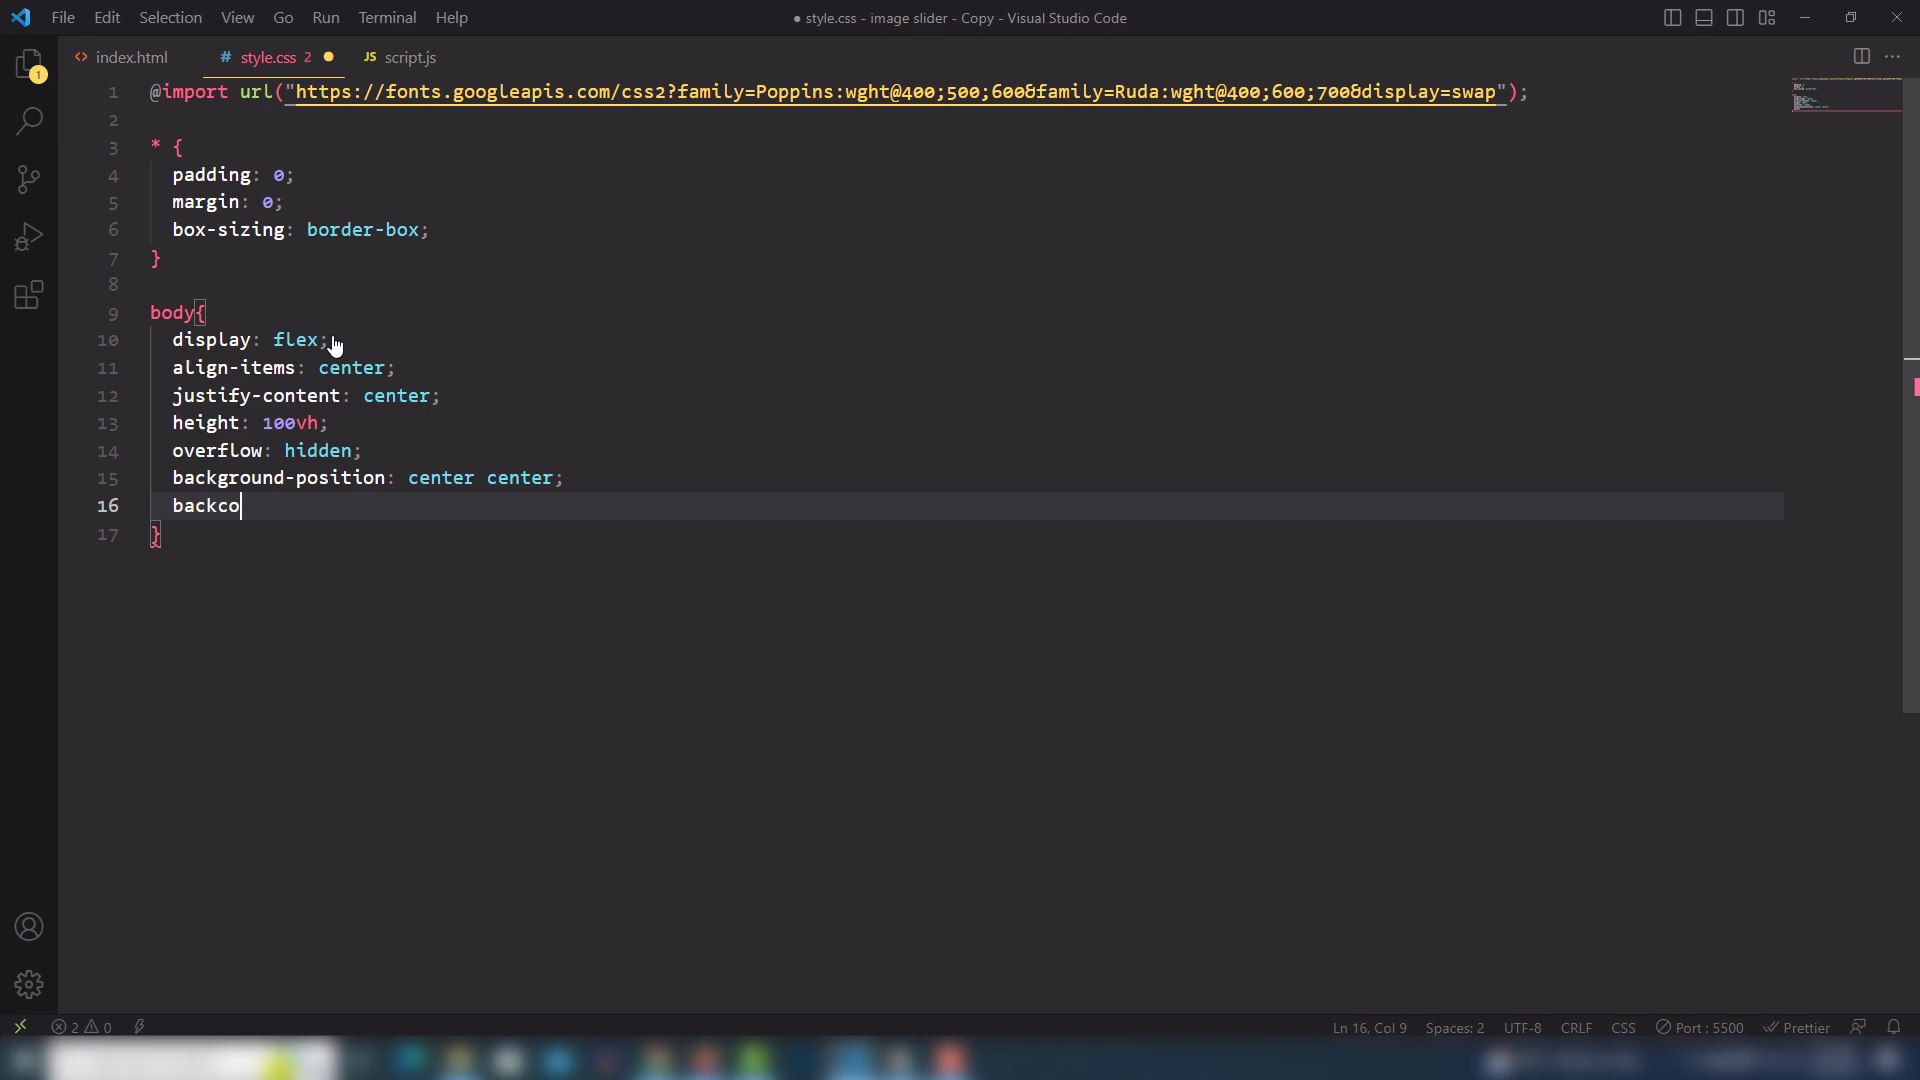 File Edit Selection View Go Run Terminal Help
● style.css - image slider - Copy - Visual Studio Code
<> index.html # style.css 2 ● JS script.js
1 @import url("https://fonts.googleapis.com/css2?family=Poppins:wght@400;500;600&family=Ruda:wght@400;600;700&display=swap");
2
3 * {
4 padding: 0;
5 margin: 0;
6 box-sizing: border-box;
7 }
8
9 body{
10 display: flex;
11 align-items: center;
12 justify-content: center;
13 height: 100vh;
14 overflow: hidden;
15 background-position: center center;
16 backco
17 }
1
2 0 Ln 16, Col 9 Spaces: 2 UTF-8 CRLF CSS Port : 5500 Prettier